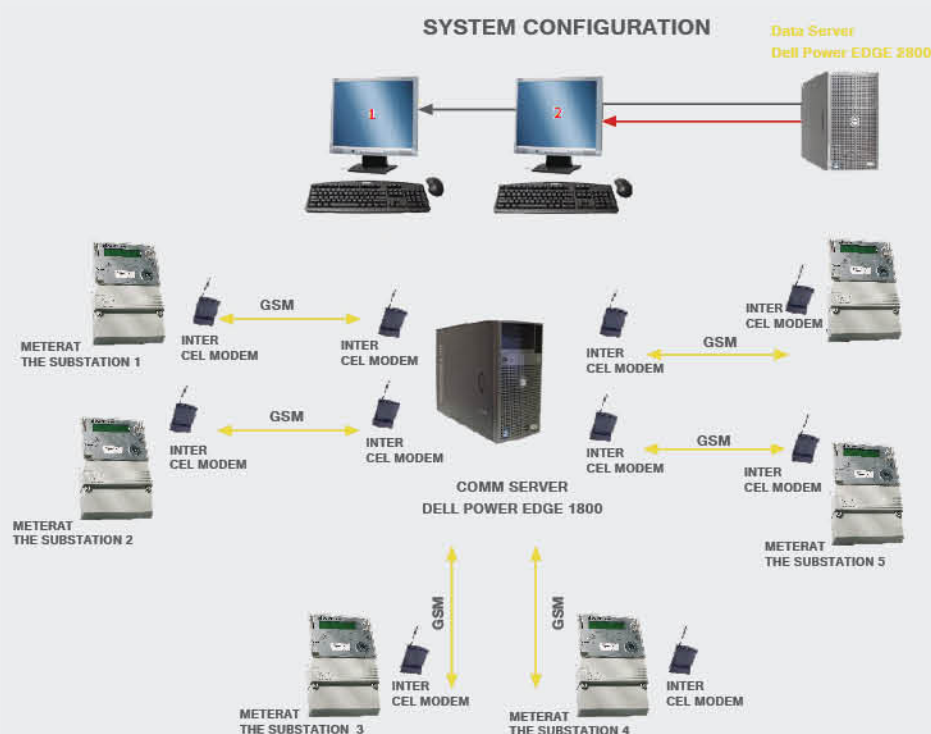 SYSTEM CONFIGURATION
Data Server
Dell Power EDGE 2800
1
2
GSM
INTER
CEL MODEM
METERAT
THE SUBSTATION 1
INTER
CEL MODEM
INTER
CEL MODEM
GSM
INTER
CEL MODEM
GSM
INTER
CEL MODEM
METERAT
THE SUBSTATION 2
INTER
CEL MODEM
INTER
CEL MODEM
GSM
INTER
CEL MODEM
METERAT
THE SUBSTATION 5
COMM SERVER
DELL POWER EDGE 1800
GSM
GSM
INTER
CEL MODEM
METERAT
THE SUBSTATION 3
INTER
CEL MODEM
METERAT
THE SUBSTATION 4